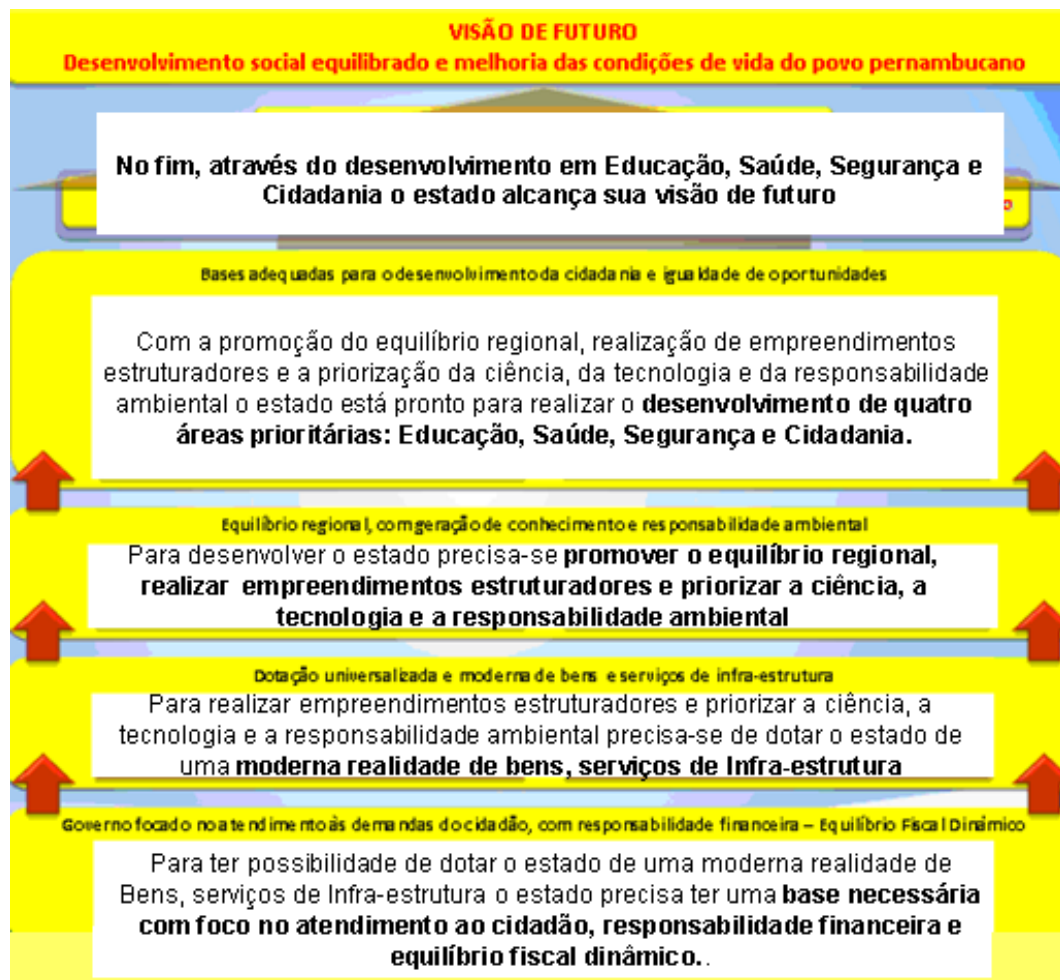 VISÃO DE FUTURO
Desenvolvimento social equilibrado e melhoria das condições de vida do povo pernambucano
No fim, através do desenvolvimento em Educação, Saúde, Segurança e
Cidadania o estado alcança sua visão de futuro
Bases adequadas para o desenvolvimento da cidadania e igualdade de oportunidades
Com a promoção do equilíbrio regional, realização de empreendimentos
estruturadores e a priorização da ciência, da tecnologia e da responsabilidade
ambiental o estado está pronto para realizar o desenvolvimento de quatro
áreas prioritárias: Educação, Saúde, Segurança e Cidadania.
Equilíbrio regional, com geração de conhecimento e responsabilidade ambiental
Para desenvolver o estado precisa-se promover o equilíbrio regional,
realizar empreendimentos estruturadores e priorizar a ciência, a
tecnologia e a responsabilidade ambiental
Dotação universalizada e moderna de bens e serviços de infra-estrutura
Para realizar empreendimentos estruturadores e priorizar a ciência, a
tecnologia e a responsabilidade ambiental precisa-se de dotar o estado de
uma moderna realidade de bens, serviços de Infra-estrutura
Governo focado no atendimento às demandas do cidadão, com responsabilidade financeira – Equilíbrio Fiscal Dinâmico
Para ter possibilidade de dotar o estado de uma moderna realidade de
Bens, serviços de Infra-estrutura o estado precisa ter uma base necessária
com foco no atendimento ao cidadão, responsabilidade financeira e
equilíbrio fiscal dinâmico..